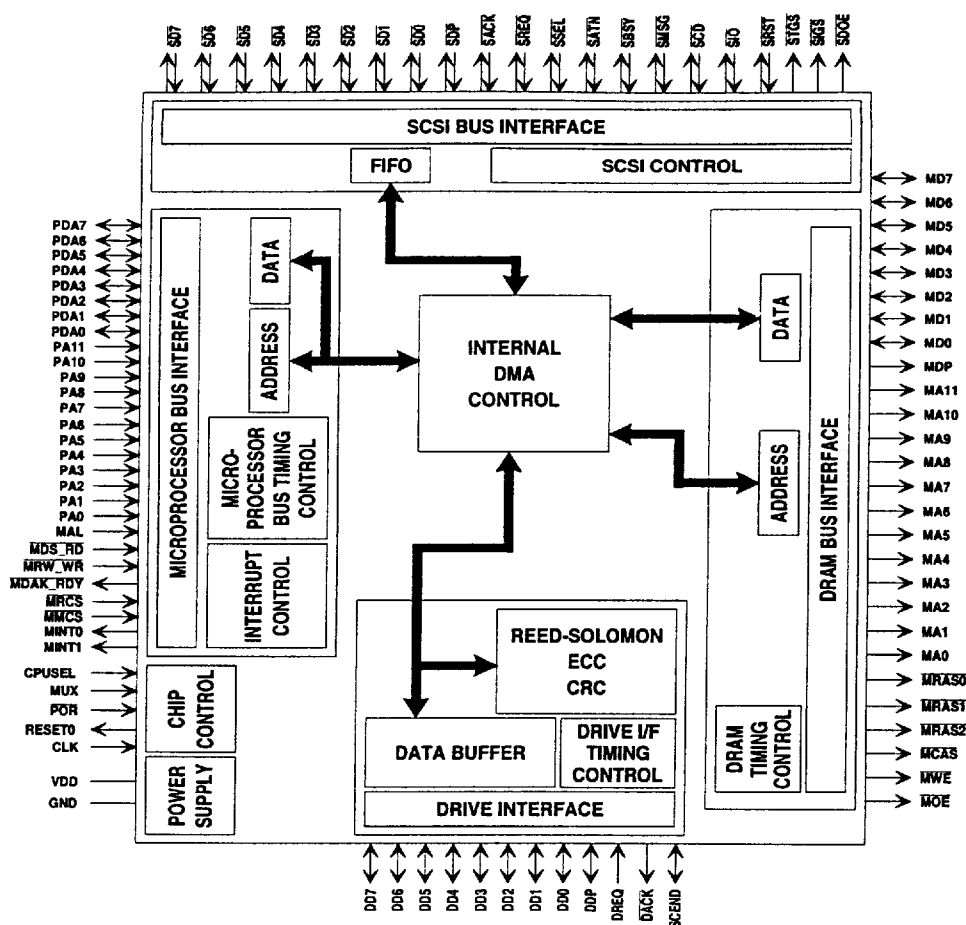 SD7
SD6
SD5
SD4
SD3
SD2
SD1
SD0
SDP
SACK
SREQ
SSEL
SATN
SBSY
SMSG
SCD
SIO
SRST
STGS
SIGS
SDOE
SCSI BUS INTERFACE
FIFO
SCSI CONTROL
PDA7
PDA6
PDA5
PDA4
PDA3
PDA2
PDA1
PDA0
PA11
PA10
PA9
PA8
PA7
PA6
PA5
PA4
PA3
PA2
PA1
PA0
MAL
MDS_RD
MRW_WR
MDAK_RDY
MRCS
MMCS
MINT0
MINT1
CPUSEL
MUX
POR
RESET0
CLK
VDD
GND
MICROPROCESSOR BUS INTERFACE
DATA
ADDRESS
MICRO-
PROCESSOR
BUS TIMING
CONTROL
INTERRUPT
CONTROL
CHIP
CONTROL
POWER
SUPPLY
INTERNAL
DMA
CONTROL
REED-SOLOMON
ECC
CRC
DATA BUFFER
DRIVE I/F
TIMING
CONTROL
DRIVE INTERFACE
DATA
ADDRESS
DRAM
TIMING
CONTROL
DRAM BUS INTERFACE
MD7
MD6
MD5
MD4
MD3
MD2
MD1
MD0
MDP
MA11
MA10
MA9
MA8
MA7
MA6
MA5
MA4
MA3
MA2
MA1
MA0
MRAS0
MRAS1
MRAS2
MCAS
MWE
MOE
DD7
DD6
DD5
DD4
DD3
DD2
DD1
DD0
DDP
DREQ
DACK
SCEND